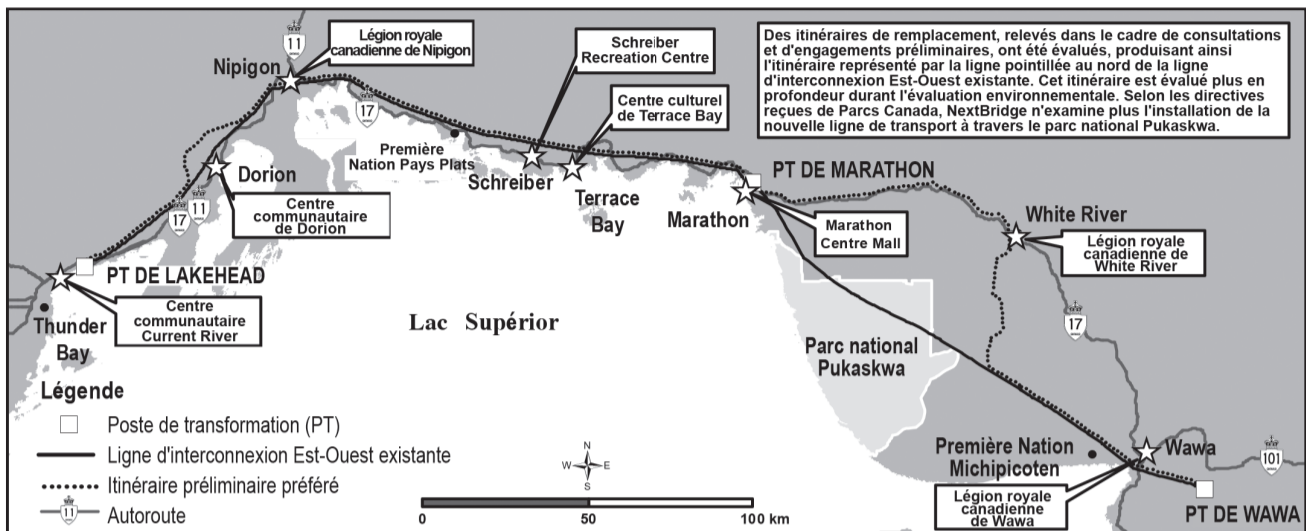 11
Légion royale
canadienne de Nipigon
Nipigon
17
Schreiber
Recreation Centre
Centre culturel
de Terrace Bay
Des itinéraires de remplacement, relevés dans le cadre de consultations
et d'engagements préliminaires, ont été évalués, produisant ainsi
l'itinéraire représenté par la ligne pointillée au nord de la ligne
d'interconnexion Est-Ouest existante. Cet itinéraire est évalué plus en
profondeur durant l'évaluation environnementale. Selon les directives
reçues de Parcs Canada, NextBridge n'examine plus l'installation de la
nouvelle ligne de transport à travers le parc national Pukaskwa.
Première
Nation Pays Plats
Schreiber
Terrace
Bay
Marathon
PT DE MARATHON
Marathon
Centre Mall
White River
Légion royale
canadienne de
White River
Dorion
Centre
communautaire
de Dorion
17
11
PT DE LAKEHEAD
Centre
communautaire
Current River
Thunder
Bay
Lac Supérior
Parc national
Pukaskwa
17
Première Nation
Michipicoten
Wawa
101
Légion royale
canadienne
de Wawa
PT DE WAWA
Légende
Poste de transformation (PT)
Ligne d'interconnexion Est-Ouest existante
Itinéraire préliminaire préféré
11
Autoroute
N
W E
S
0 50 100 km